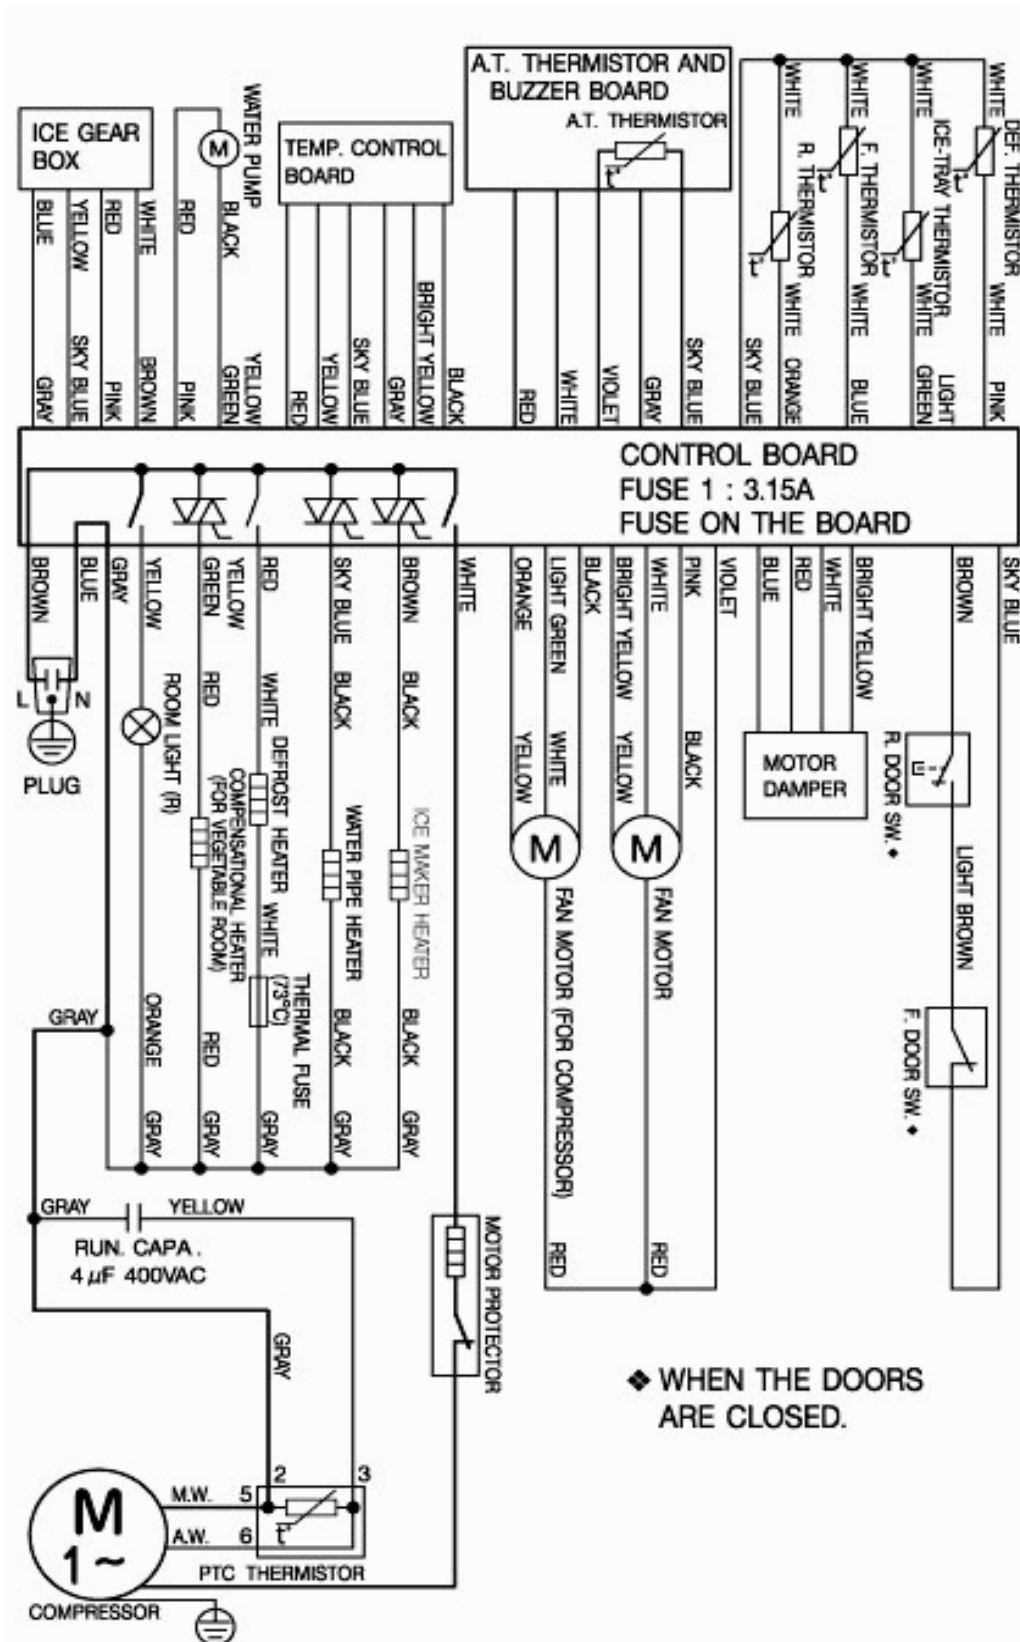 A.T. THERMISTOR AND
BUZZER BOARD
A.T. THERMISTOR
ICE GEAR
BOX
M
WATER PUMP
TEMP. CONTROL
BOARD
t°
WHITE
WHITE
WHITE
WHITE
R. THERMISTOR
F. THERMISTOR
ICE-TRAY THERMISTOR
DEF. THERMISTOR
t°
t°
t°
t°
BLUE
YELLOW
RED
WHITE
RED
BLACK
WHITE
WHITE
WHITE
WHITE
GRAY
SKY BLUE
PINK
BROWN
PINK
GREEN
YELLOW
RED
YELLOW
SKY BLUE
GRAY
BRIGHT YELLOW
BLACK
RED
WHITE
VIOLET
GRAY
SKY BLUE
SKY BLUE
ORANGE
BLUE
GREEN
LIGHT
PINK
CONTROL BOARD
FUSE 1 : 3.15A
FUSE ON THE BOARD
BROWN
BLUE
GRAY
YELLOW
GREEN
YELLOW
RED
SKY BLUE
BROWN
WHITE
ORANGE
LIGHT GREEN
BLACK
BRIGHT YELLOW
WHITE
PINK
VIOLET
BLUE
RED
WHITE
BRIGHT YELLOW
BROWN
SKY BLUE
L
N
PLUG
ROOM LIGHT (R)
RED
WHITE
BLACK
BLACK
YELLOW
WHITE
YELLOW
BLACK
COMPENSATIONAL HEATER
(FOR VEGETABLE ROOM)
DEFROST HEATER
WATER PIPE HEATER
ICE MAKER HEATER
MOTOR
DAMPER
R. DOOR SW. ◆
M
M
LIGHT BROWN
WHITE
THERMAL FUSE
(73°C)
FAN MOTOR (FOR COMPRESSOR)
FAN MOTOR
GRAY
ORANGE
RED
BLACK
BLACK
F. DOOR SW. ◆
GRAY
GRAY
GRAY
GRAY
GRAY
GRAY
YELLOW
RUN. CAPA .
4 µF 400VAC
MOTOR PROTECTOR
RED
RED
GRAY
❖ WHEN THE DOORS
ARE CLOSED.
2
3
M
1 ~
M.W.
5
A.W.
6
t°
PTC THERMISTOR
COMPRESSOR